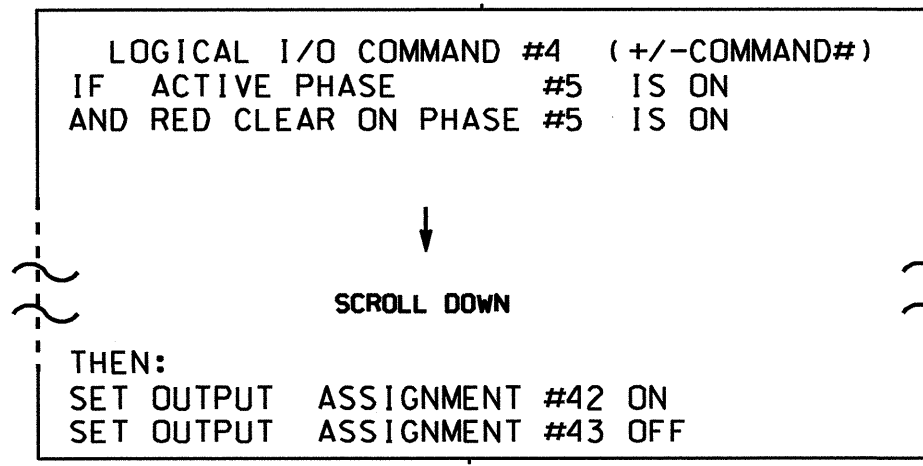 LOGICAL I/O COMMAND #4 (+/-COMMAND#)
IF ACTIVE PHASE #5 IS ON
AND RED CLEAR ON PHASE #5 IS ON
SCROLL DOWN
THEN:
SET OUTPUT ASSIGNMENT #42 ON
SET OUTPUT ASSIGNMENT #43 OFF